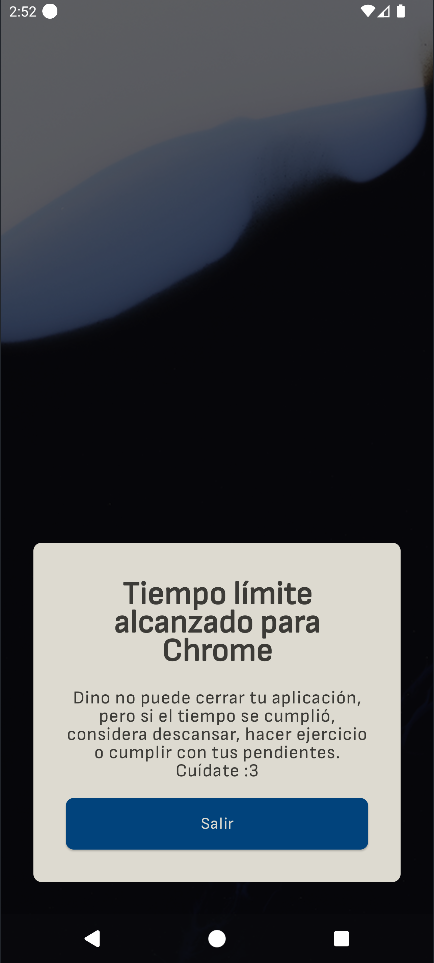 2:52
Tiempo límite
alcanzado para
Chrome
Dino no puede cerrar tu aplicación,
pero si el tiempo se cumplió,
considera descansar, hacer ejercicio
o cumplir con tus pendientes.
Cuídate :3
Salir